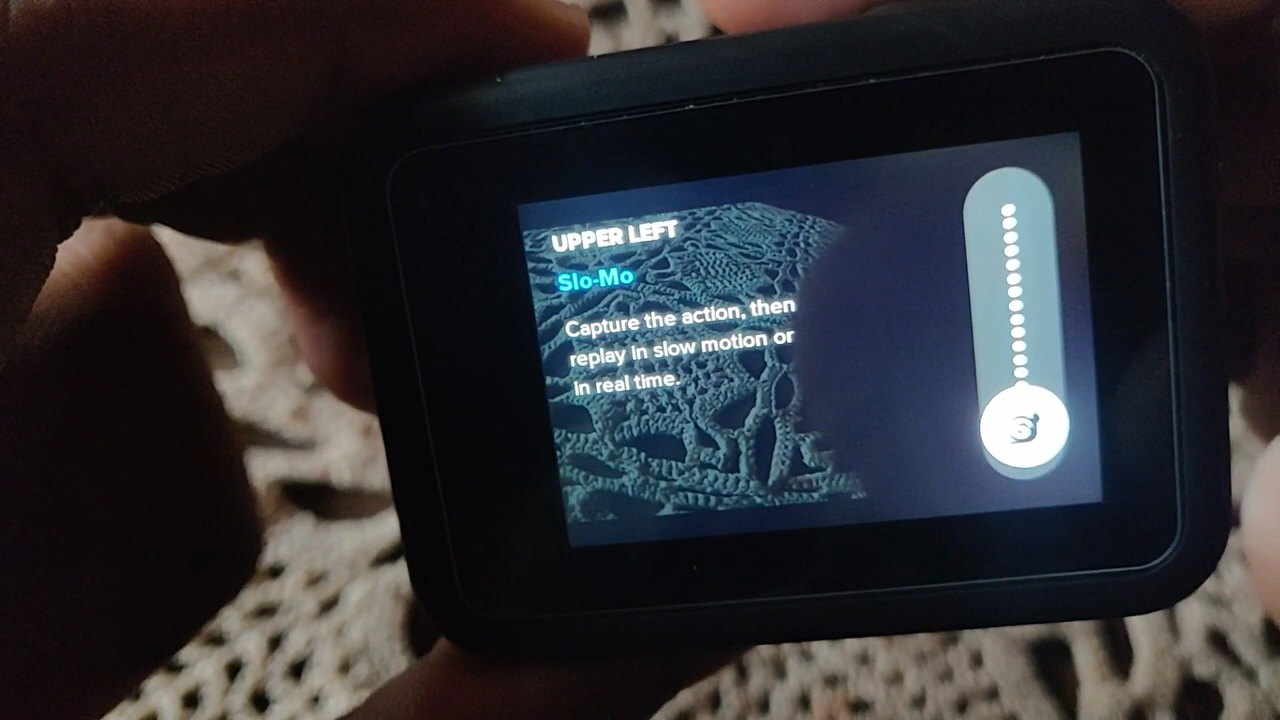 UPPER LEFT
Slo-Mo
Capture the action, then
replay in slow motion or
in real time.